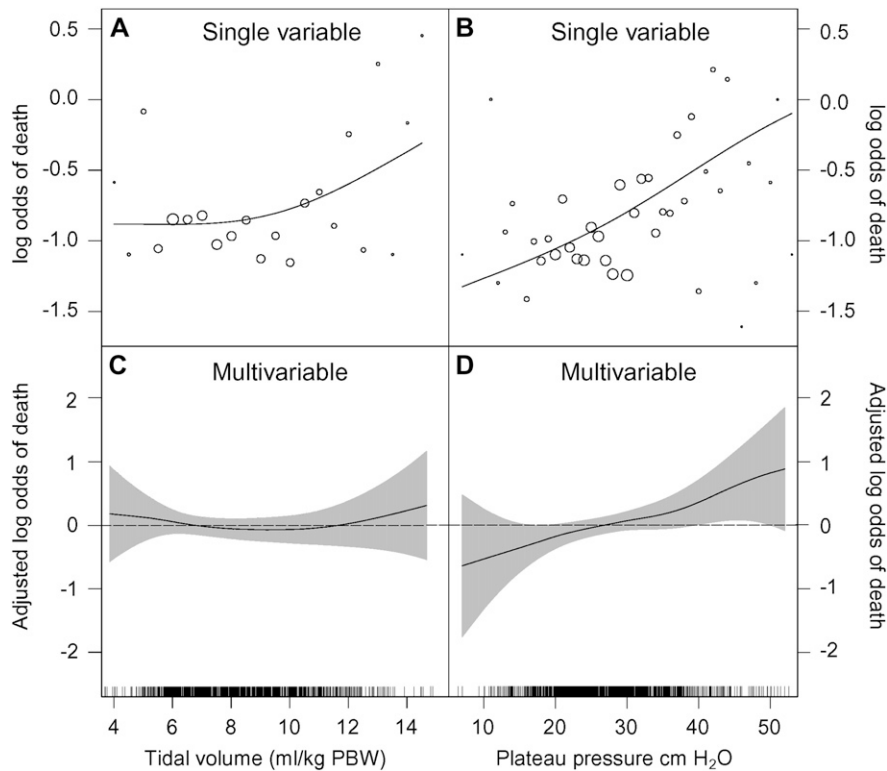 A
Single variable
B
Single variable
0.5
0.0
-0.5
-1.0
-1.5
log odds of death
0.5
0.0
-0.5
-1.0
-1.5
log odds of death
C
Multivariable
D
Multivariable
2
1
0
-1
-2
Adjusted log odds of death
2
1
0
-1
-2
Adjusted log odds of death
4 6 8 10 12 14
10 20 30 40 50
Tidal volume (ml/kg PBW)
Plateau pressure cm H₂O